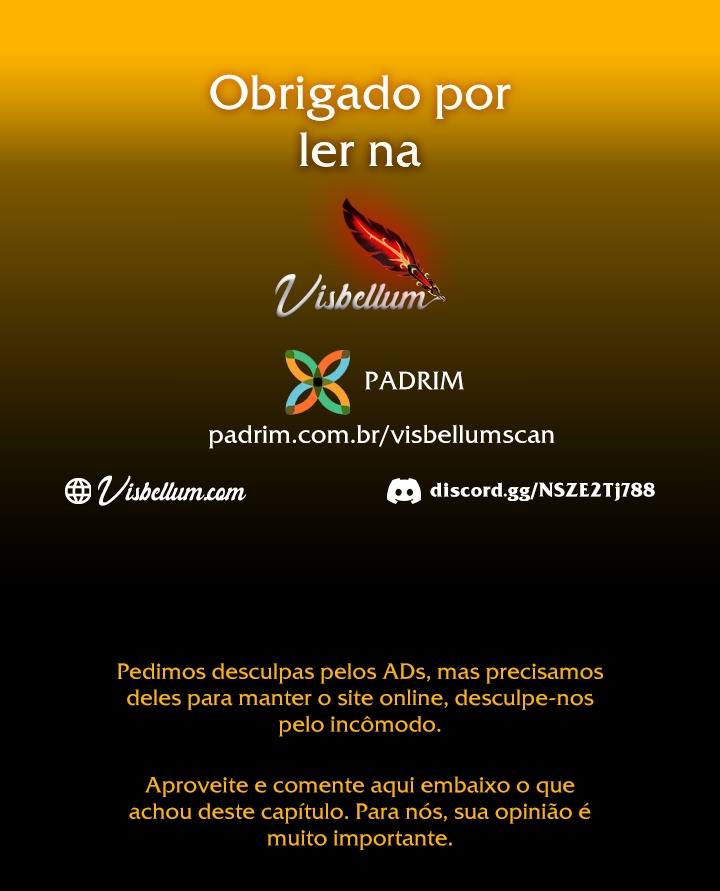 Obrigado por
ler na
Visbellum
PADRIM
padrim.com.br/visbellumscan
Visbellum.com
discord.gg/NSZE2Tj788
Pedimos desculpas pelos ADs, mas precisamos
deles para manter o site online, desculpe-nos
pelo incômodo.
Aproveite e comente aqui embaixo o que
achou deste capítulo. Para nós, sua opinião é
muito importante.